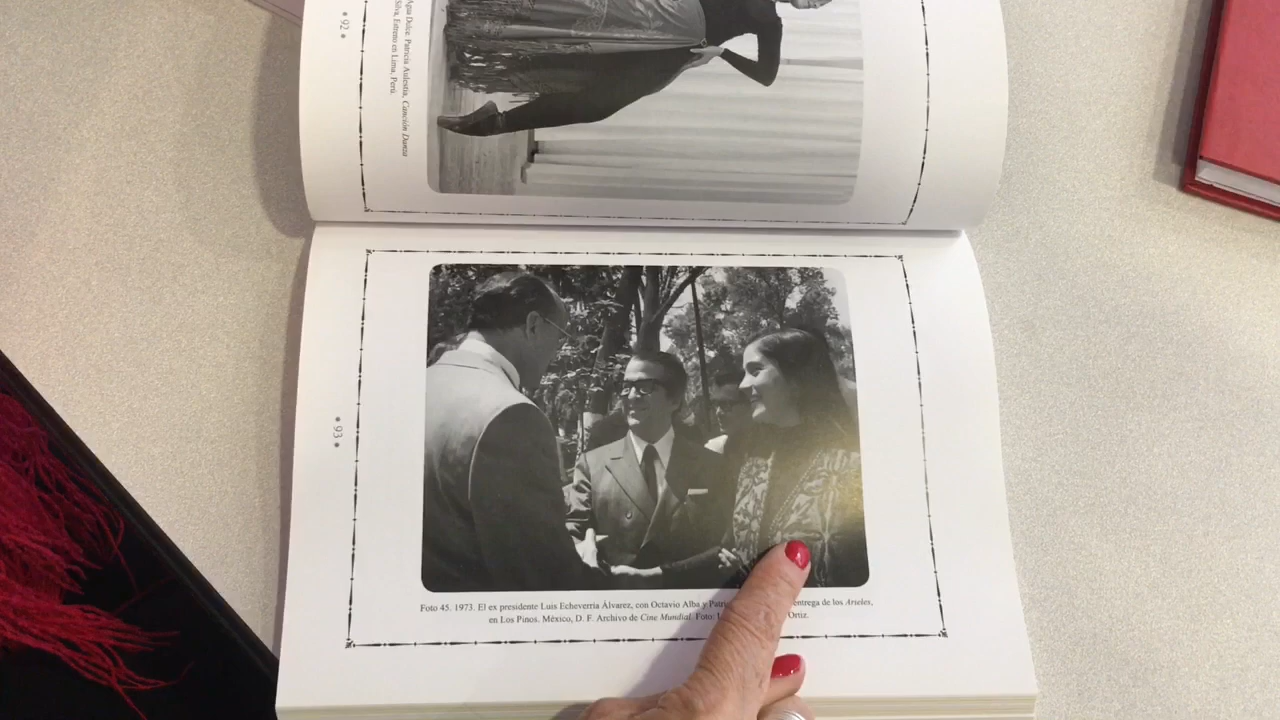 • 92 •
Agua Dulce. Patricia Aulestia, Canción Danza
Silva, Estreno en Lima, Perú.
• 93 •
Foto 45. 1973. El ex presidente Luis Echeverría Álvarez, con Octavio Alba y entrega de los Arieles,
en Los Pinos. México, D. F. Archivo de Cine Mundial. Foto: Ortiz.